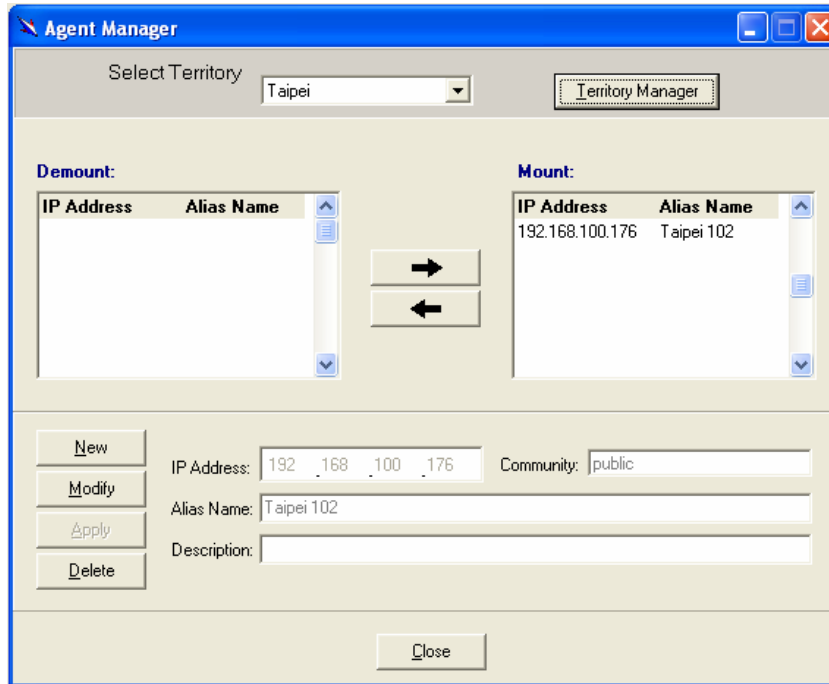 Agent Manager
Select Territory
Taipei
Territory Manager
Demount:
Mount:
IP Address Alias Name
IP Address Alias Name
192.168.100.176 Taipei 102
New
Modify
Apply
Delete
IP Address: 192 .168 .100 .176 Community: public
Alias Name: Taipei 102
Description:
Close